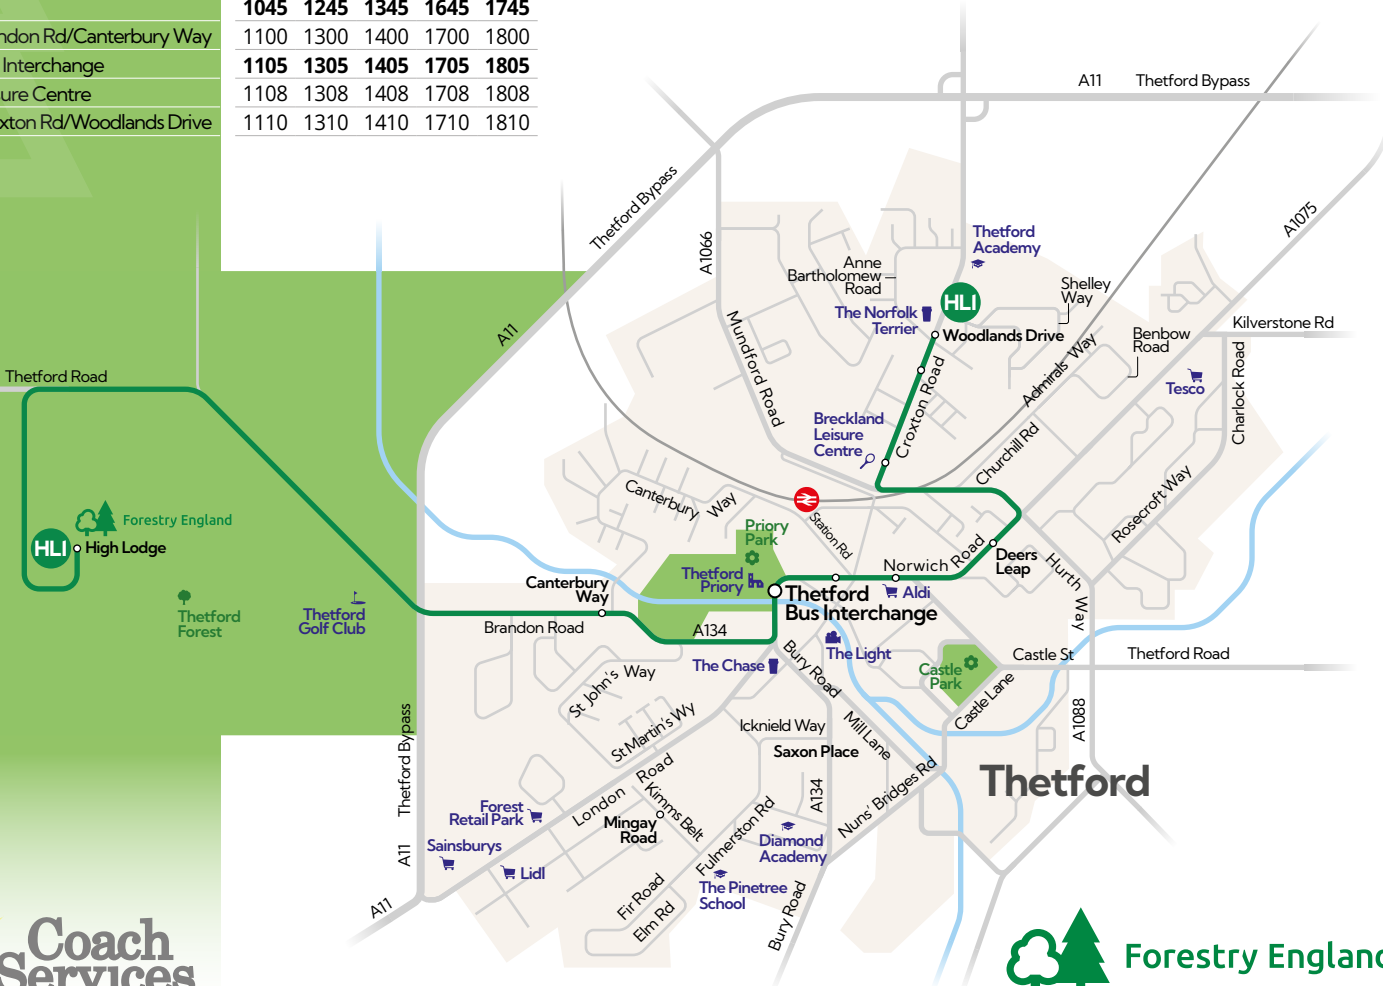 1045 1245 1345 1645 1745
ndon Rd/Canterbury Way 1100 1300 1400 1700 1800
Interchange 1105 1305 1405 1705 1805
ure Centre 1108 1308 1408 1708 1808
xton Rd/Woodlands Drive 1110 1310 1410 1710 1810
A11 Thetford Bypass
Thetford Bypass
A1066
A1075
Thetford
Academy
Anne
Bartholomew
Road
Shelley
Way
HLI
The Norfolk
Terrier
Woodlands Drive
Kilverstone Rd
Benbow
Road
A11
Mundford Road
Admirals Way
Tesco
Charlock Road
Thetford Road
Croxton Road
Breckland
Leisure
Centre
Churchill Rd
Canterbury Way
Rosecroft Way
Station Rd
Priory
Park
Forestry England
HLI
High Lodge
Norwich Road
Deers
Leap
Hurth Way
Thetford
Priory
Canterbury
Way
Thetford
Bus Interchange
Aldi
Thetford
Forest
Thetford
Golf Club
Brandon Road
A134
The Light
Castle St
Thetford Road
The Chase
Bury Road
Castle
Park
St John's Way
Castle Lane
A1088
Thetford Bypass
St Martin's Wy
Icknield Way
Mill Lane
Saxon Place
Thetford
London Road
Kimms Belt
A134
Nuns' Bridges Rd
Forest
Retail Park
Mingay
Road
Fulmerston Rd
Diamond
Academy
Sainsburys
A11
Lidl
The Pinetree
School
Fir Road
Elm Rd
Bury Road
A11
Coach
Services
Forestry England